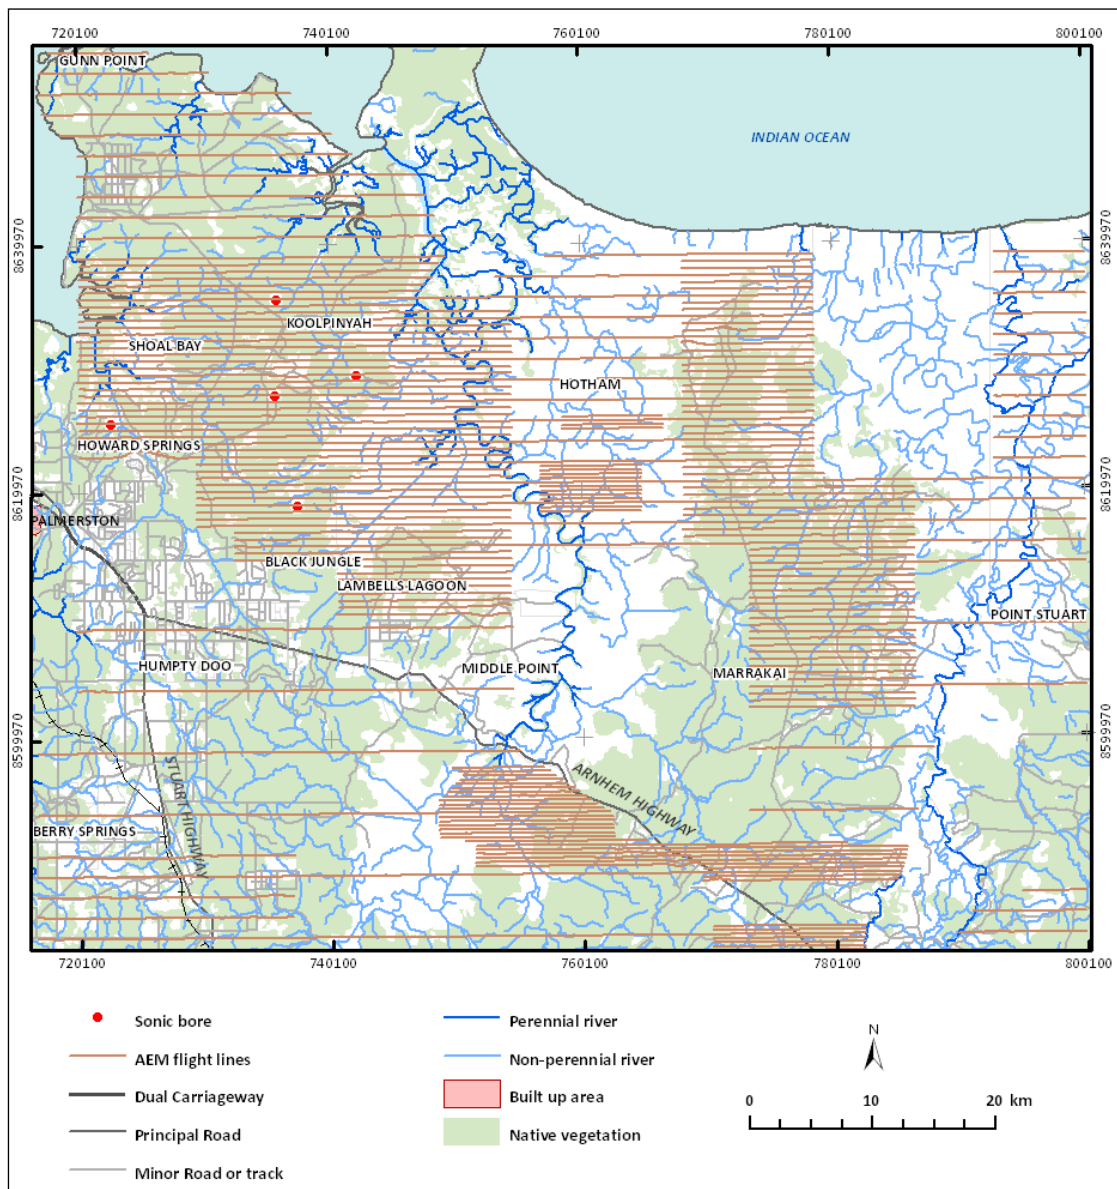 720100 740100 760100 780100 800100
GUNN POINT
INDIAN OCEAN
8639970 8639970
KOOLPINYAH
SHOAL BAY
HOTHAM
HOWARD SPRINGS
8619970 8619970
PALMERSTON
BLACK JUNGLE
LAMBELLS LAGOON
POINT STUART
HUMPTY DOO
MIDDLE POINT
MARRAKAI
8599970 8599970
STUART HIGHWAY
ARNHEM HIGHWAY
BERRY SPRINGS
720100 740100 760100 780100 800100
Sonic bore
AEM flight lines
Dual Carriageway
Principal Road
Minor Road or track
Perennial river
Non-perennial river
Built up area
Native vegetation
N
0 10 20 km